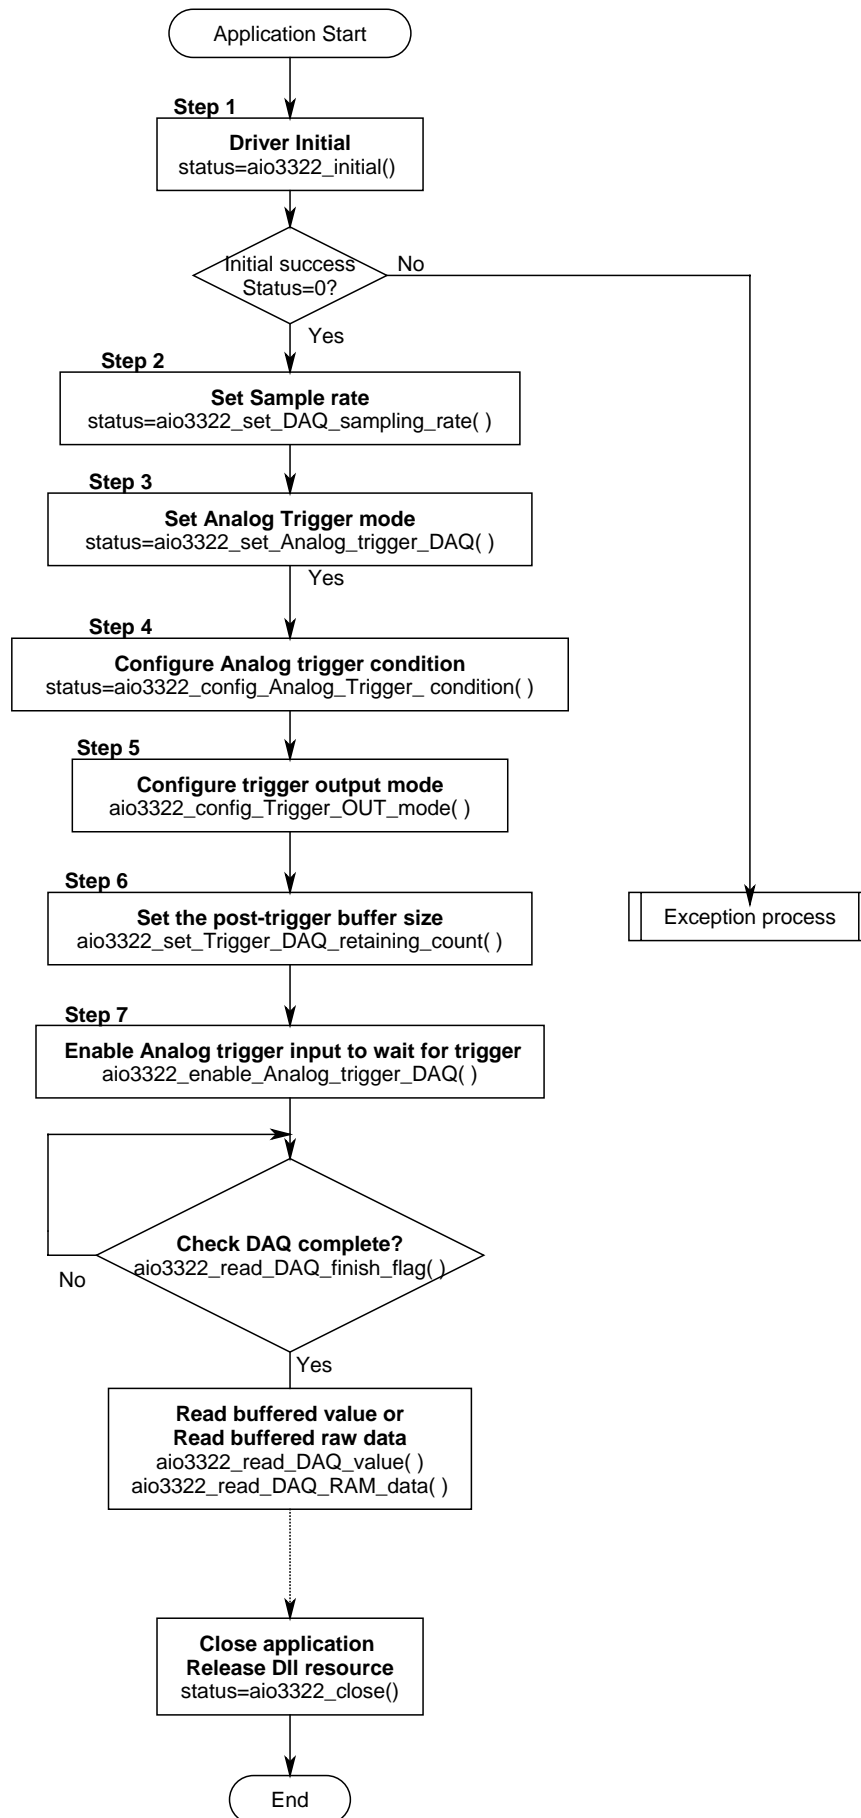 Application Start
Step 1
Driver Initial
status=aio3322_initial()
Initial success
Status=0?
No
Yes
Step 2
Set Sample rate
status=aio3322_set_DAQ_sampling_rate( )
Step 3
Set Analog Trigger mode
status=aio3322_set_Analog_trigger_DAQ( )
Yes
Step 4
Configure Analog trigger condition
status=aio3322_config_Analog_Trigger_ condition( )
Step 5
Configure trigger output mode
aio3322_config_Trigger_OUT_mode( )
Step 6
Set the post-trigger buffer size
aio3322_set_Trigger_DAQ_retaining_count( )
Exception process
Step 7
Enable Analog trigger input to wait for trigger
aio3322_enable_Analog_trigger_DAQ( )
Check DAQ complete?
aio3322_read_DAQ_finish_flag( )
No
Yes
Read buffered value or
Read buffered raw data
aio3322_read_DAQ_value( )
aio3322_read_DAQ_RAM_data( )
Close application
Release Dll resource
status=aio3322_close()
End